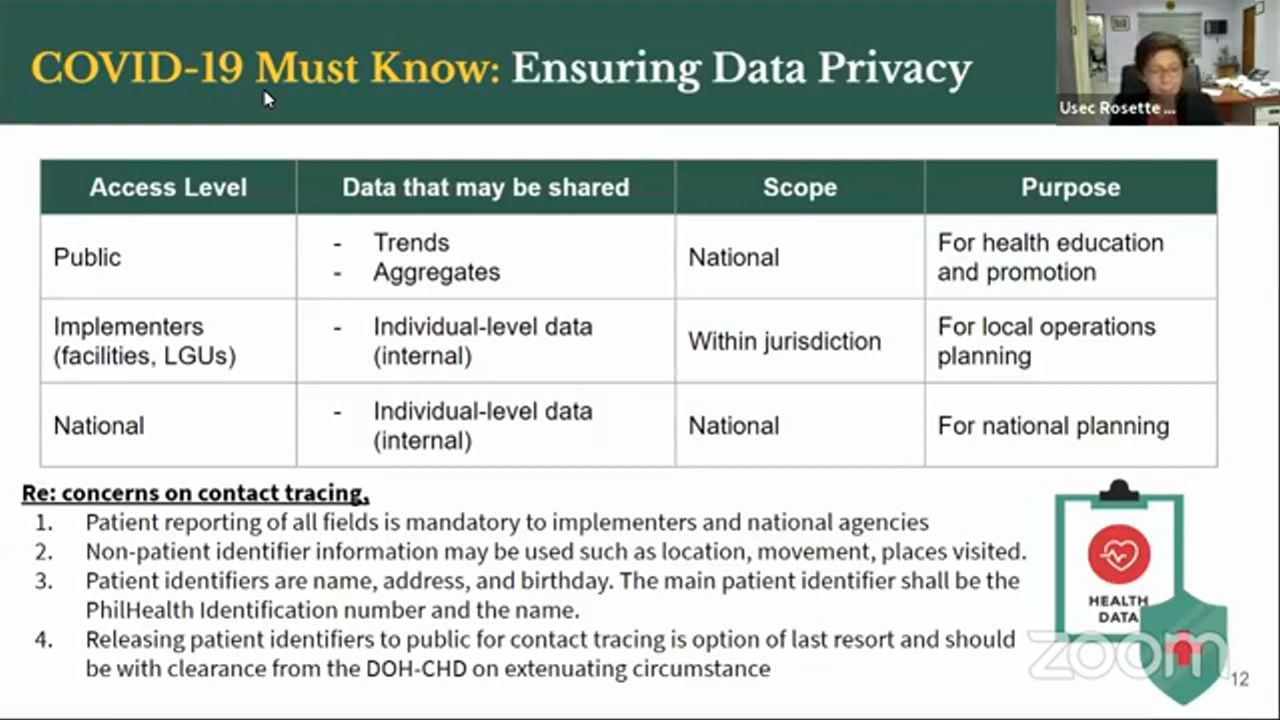 COVID-19 Must Know: Ensuring Data Privacy
Usec Rosette ...
Access Level Data that may be shared Scope Purpose
Public
- Trends
- Aggregates
National
For health education
and promotion
Implementers
(facilities, LGUs)
- Individual-level data
(internal)
Within jurisdiction
For local operations
planning
National
- Individual-level data
(internal)
National
For national planning
Re: concerns on contact tracing,
1. Patient reporting of all fields is mandatory to implementers and national agencies
2. Non-patient identifier information may be used such as location, movement, places visited.
3. Patient identifiers are name, address, and birthday. The main patient identifier shall be the
PhilHealth Identification number and the name.
4. Releasing patient identifiers to public for contact tracing is option of last resort and should
be with clearance from the DOH-CHD on extenuating circumstance
HEALTH
DATA
zoom
12